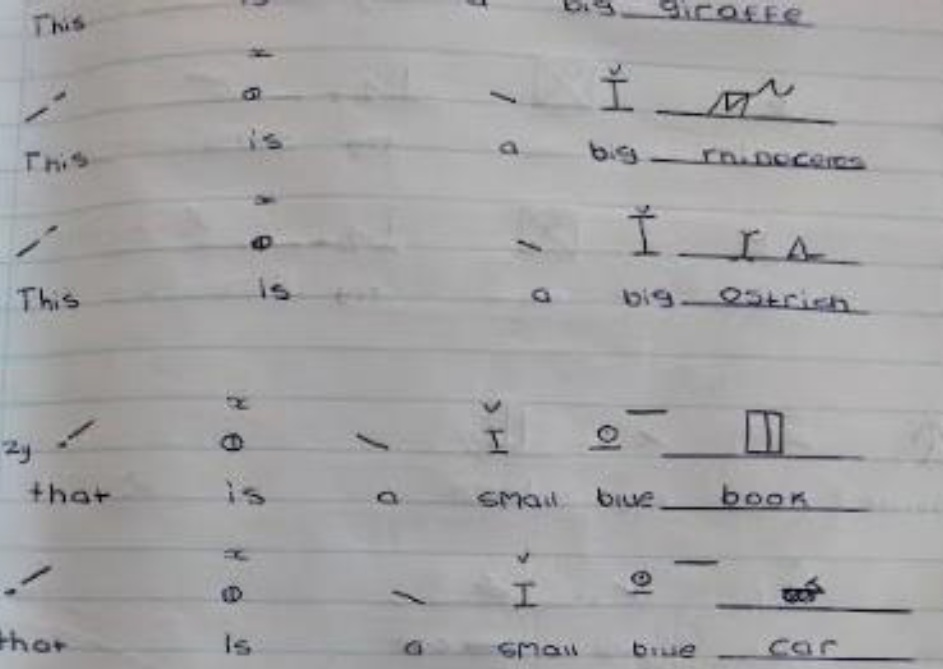 This is a big giraffe
This is a big rhinoceros
This is a big Ostrich
2y
that is a small blue book
that is a small blue car